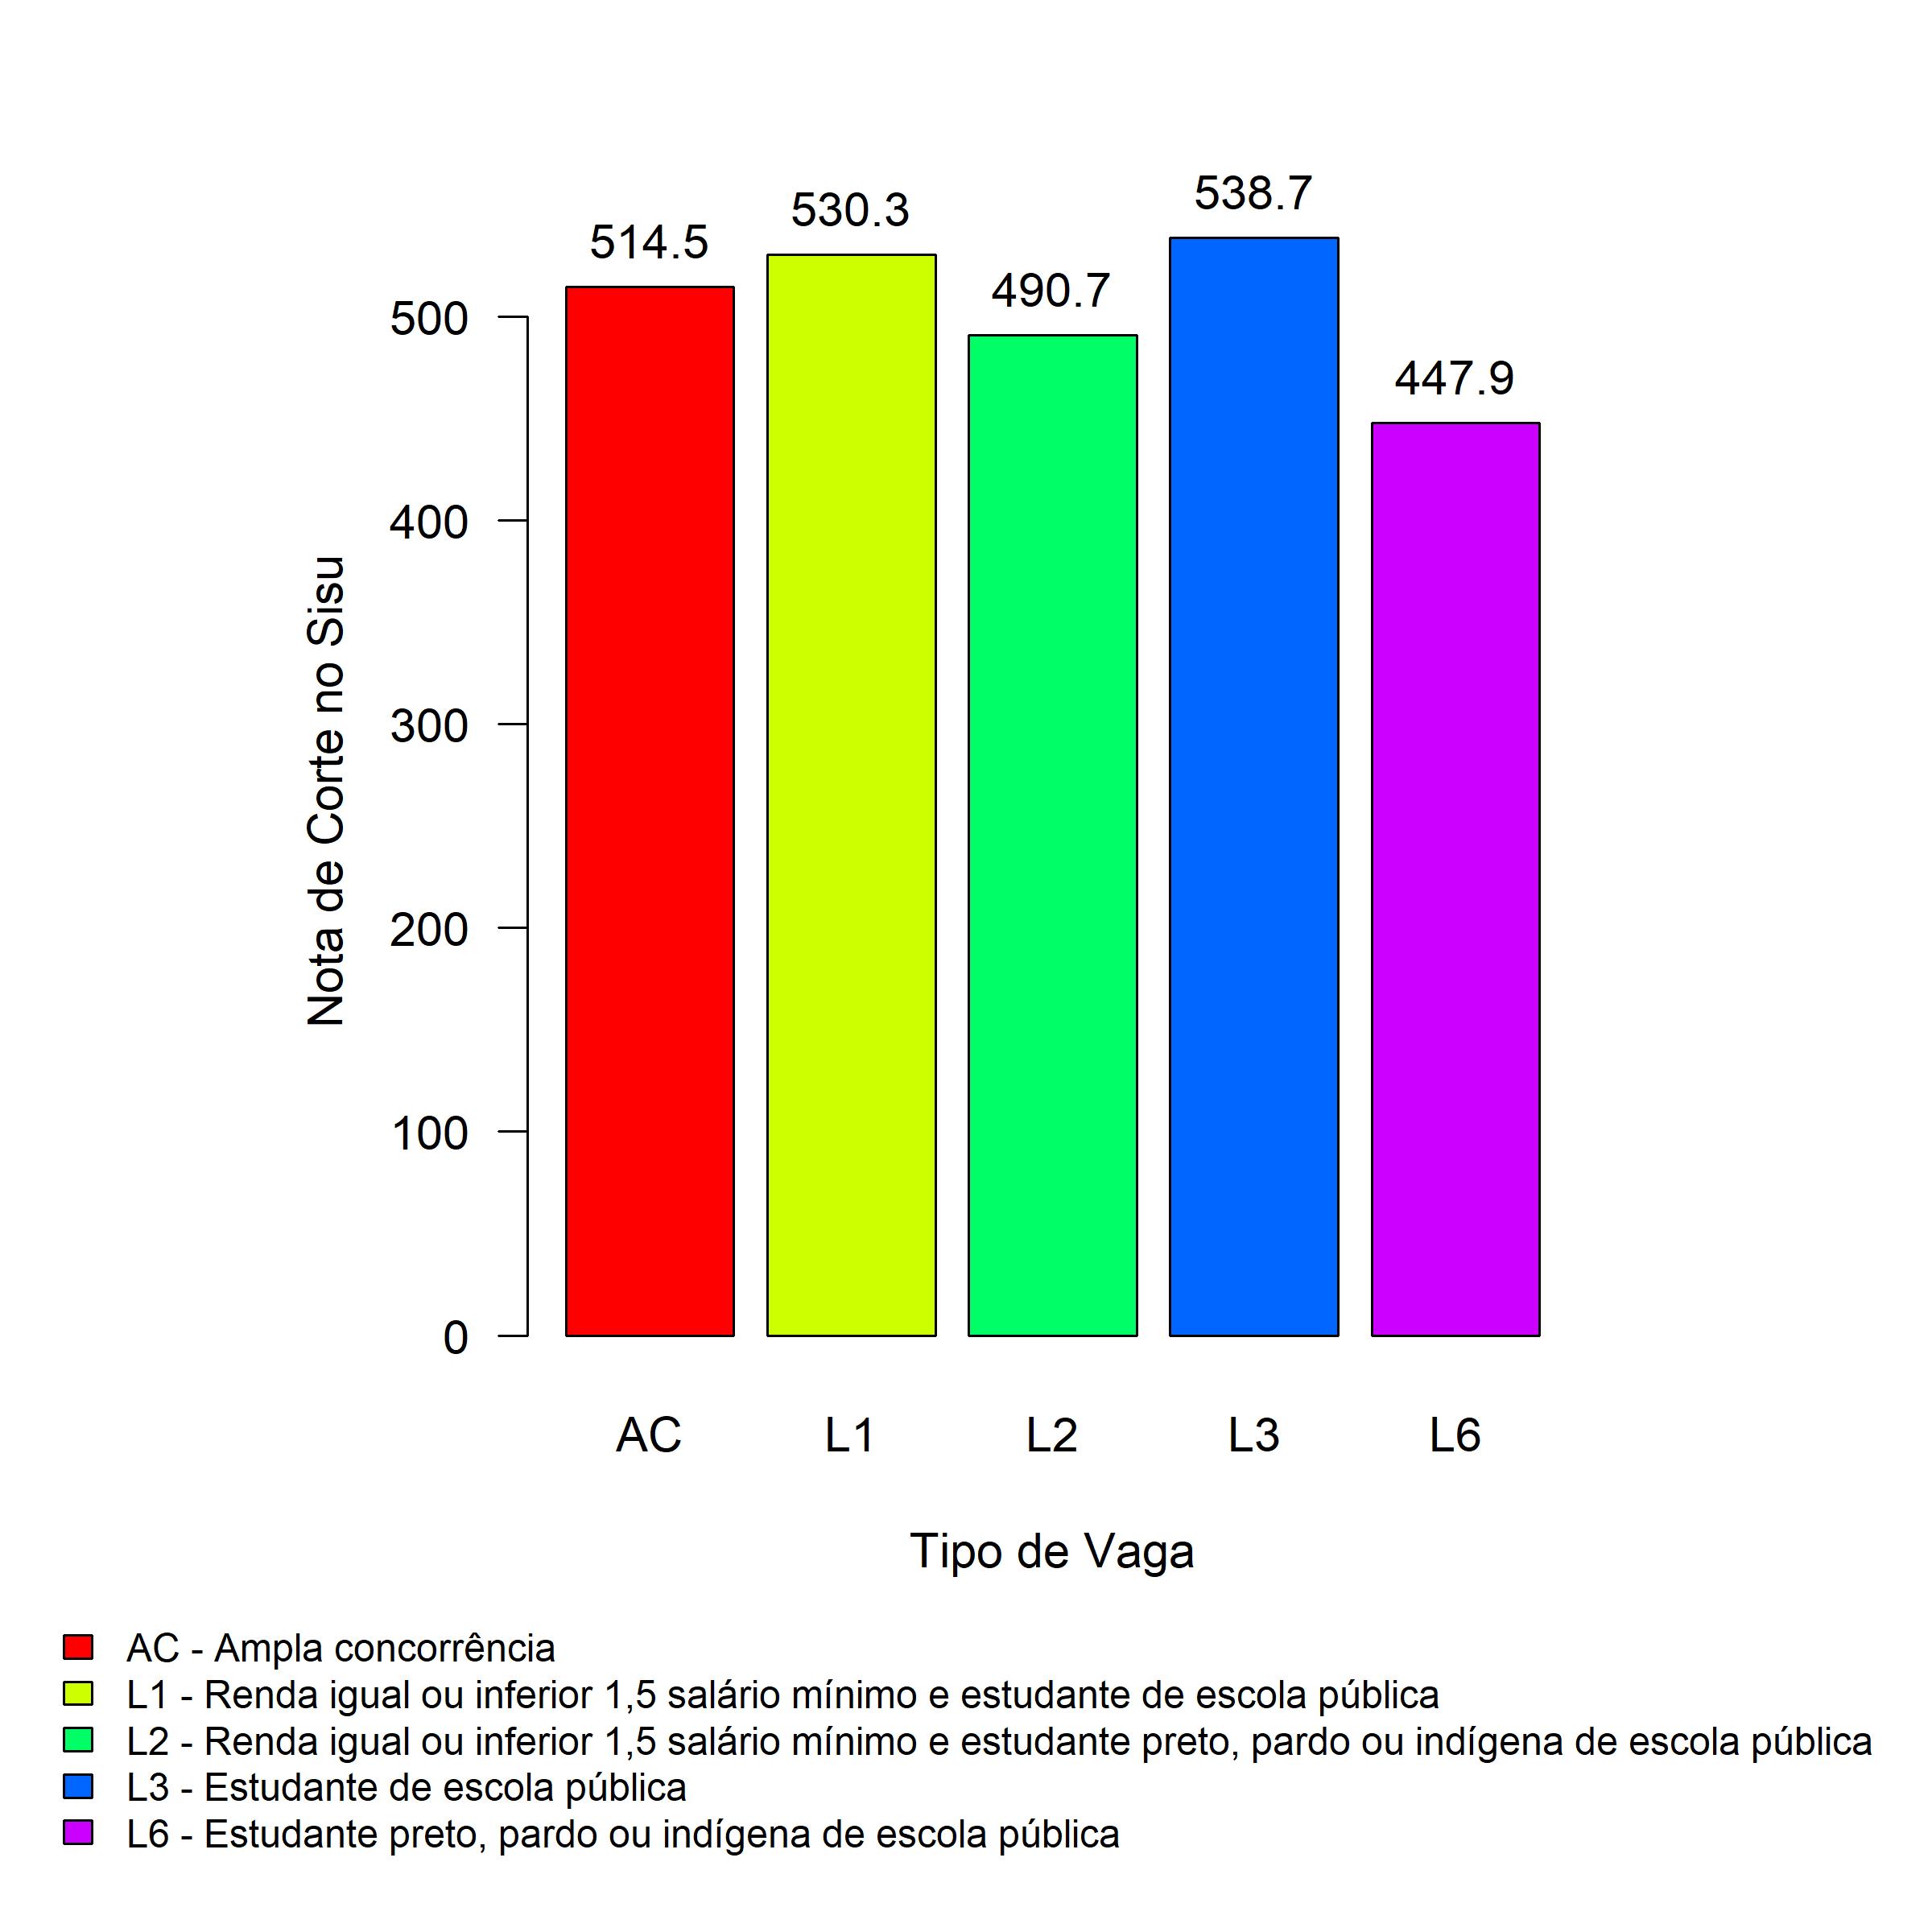 538.7
530.3
514.5
490.7
447.9
500
400
300
200
100
0
Nota de Corte no Sisu
AC L1 L2 L3 L6
Tipo de Vaga
AC - Ampla concorrência
L1 - Renda igual ou inferior 1,5 salário mínimo e estudante de escola pública
L2 - Renda igual ou inferior 1,5 salário mínimo e estudante preto, pardo ou indígena de escola pública
L3 - Estudante de escola pública
L6 - Estudante preto, pardo ou indígena de escola pública